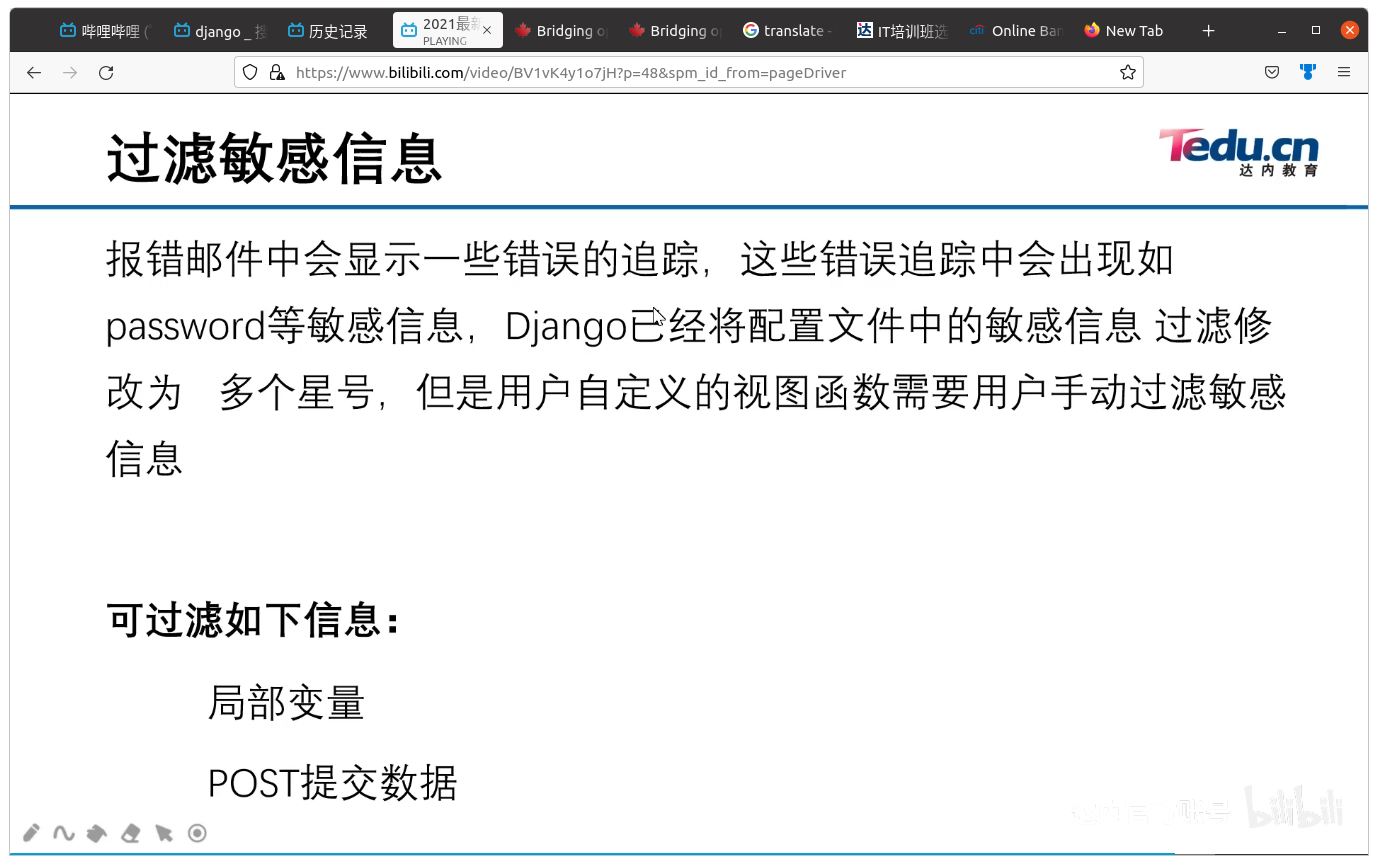 哔哩哔哩 (
django _ 搜
历史记录
2021最新
PLAYING
Bridging o
Bridging o
translate -
IT培训班选
citi Online Ban
New Tab
https://www.bilibili.com/video/BV1vK4y1o7jH?p=48&spm_id_from=pageDriver
过滤敏感信息
Tedu.cn
达内教育
报错邮件中会显示一些错误的追踪，这些错误追踪中会出现如
password等敏感信息，Django已经将配置文件中的敏感信息 过滤修
改为 多个星号，但是用户自定义的视图函数需要用户手动过滤敏感
信息
可过滤如下信息：
局部变量
POST提交数据
bilibili